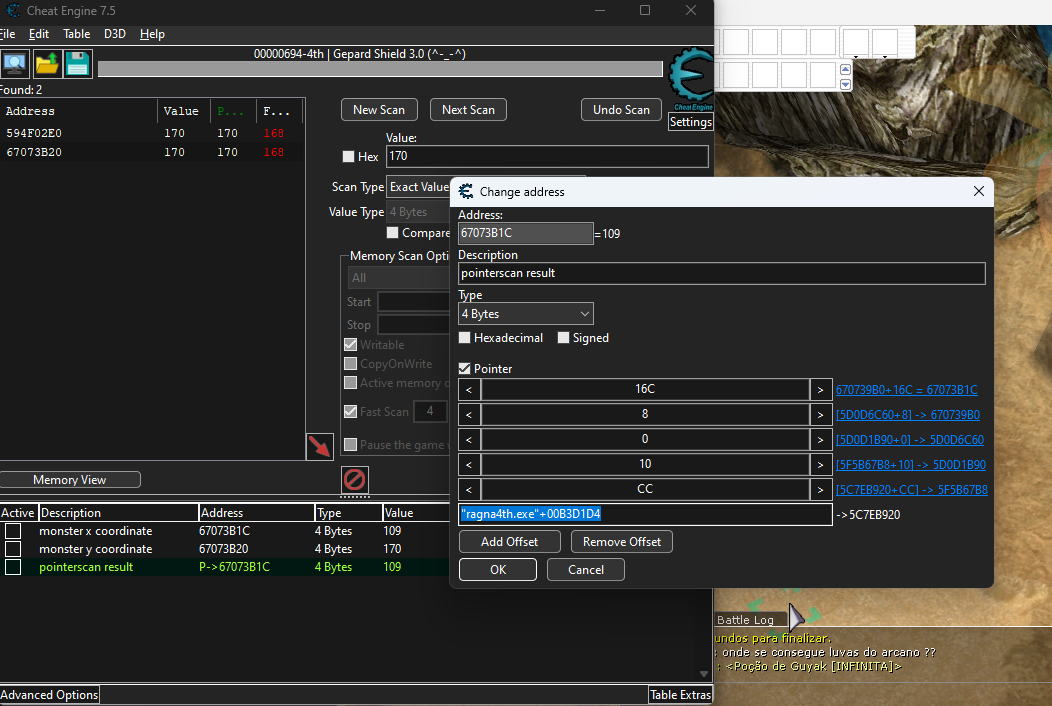 Cheat Engine 7.5
File Edit Table D3D Help
00000694-4th | Gepard Shield 3.0 (^-_-^)
CheatEngine
Settings
Found: 2
Address Value P... F...
594F02E0 170 170 168
67073B20 170 170 168
New Scan Next Scan Undo Scan
Value:
Hex 170
Scan Type Exact Value
Value Type 4 Bytes
Compare
Memory Scan Opti
All
Start
Stop
Writable
CopyOnWrite
Active memory o
Fast Scan 4
Pause the game w
Memory View
Active Description Address Type Value
monster x coordinate 67073B1C 4 Bytes 109
monster y coordinate 67073B20 4 Bytes 170
pointerscan result P->67073B1C 4 Bytes 109
Advanced Options Table Extras
Change address
Address:
67073B1C =109
Description
pointerscan result
Type
4 Bytes
Hexadecimal Signed
Pointer
< 16C > 670739B0+16C = 67073B1C
< 8 > [5D0D6C60+8] -> 670739B0
< 0 > [5D0D1B90+0] -> 5D0D6C60
< 10 > [5F5B67B8+10] -> 5D0D1B90
< CC > [5C7EB920+CC] -> 5F5B67B8
"ragna4th.exe"+00B3D1D4 ->5C7EB920
Add Offset Remove Offset
OK Cancel
Battle Log
undos para finalizar.
: onde se consegue luvas do arcano ??
: <Poção de Guyak [INFINITA]>